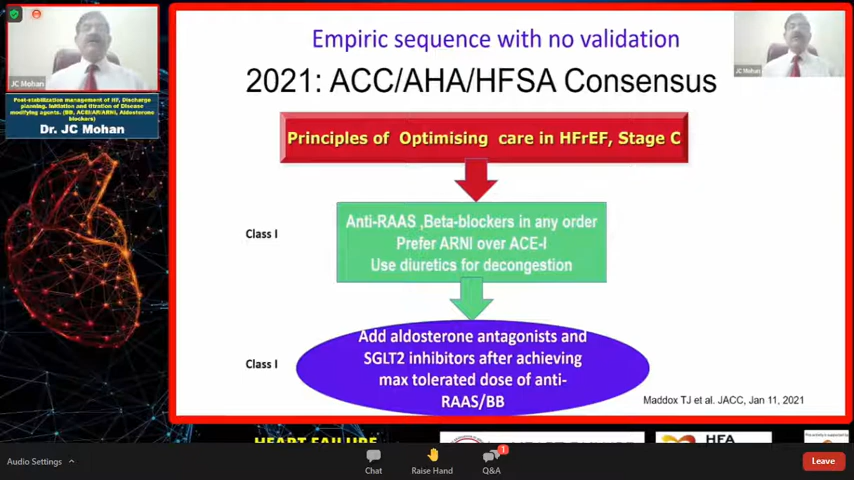 JC Mohan
Post-stabilization management of HF, Discharge
planning. Initiation and titration of Disease
modifying agents. (BB, ACEI/AR/ARNI, Aldosterone
blockers)
Dr. JC Mohan
Empiric sequence with no validation
2021: ACC/AHA/HFSA Consensus
JC Mohan
Principles of Optimising care in HFrEF, Stage C
Class I
Anti-RAAS ,Beta-blockers in any order
Prefer ARNI over ACE-I
Use diuretics for decongestion
Class I
Add aldosterone antagonists and
SGLT2 inhibitors after achieving
max tolerated dose of anti-
RAAS/BB
Maddox TJ et al. JACC, Jan 11, 2021
HEART FAILURE
HFA
Audio Settings
Chat
Raise Hand
1
Q&A
Leave